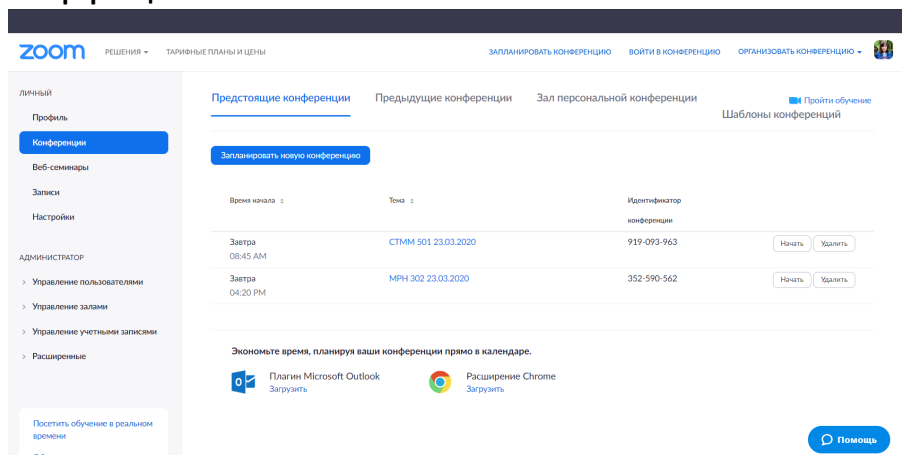 zoom РЕШЕНИЯ ТАРИФНЫЕ ПЛАНЫ И ЦЕНЫ ЗАПЛАНИРОВАТЬ КОНФЕРЕНЦИЮ ВОЙТИ В КОНФЕРЕНЦИЮ ОРГАНИЗОВАТЬ КОНФЕРЕНЦИЮ
ЛИЧНЫЙ
Профиль
Конференции
Веб-семинары
Записи
Настройки
АДМИНИСТРАТОР
Управление пользователями
Управление залами
Управление учетными записями
Расширенные
Посетить обучение в реальном
времени
Предстоящие конференции Предыдущие конференции Зал персональной конференции
Пройти обучение
Шаблоны конференций
Запланировать новую конференцию
Время начала Тема Идентификатор
конференции
Завтра СТММ 501 23.03.2020 919-093-963 Начать Удалить
08:45 AM
Завтра МРН 302 23.03.2020 352-590-562 Начать Удалить
04:20 PM
Экономьте время, планируя ваши конференции прямо в календаре.
Плагин Microsoft Outlook Расширение Chrome
Загрузить Загрузить
Помощь